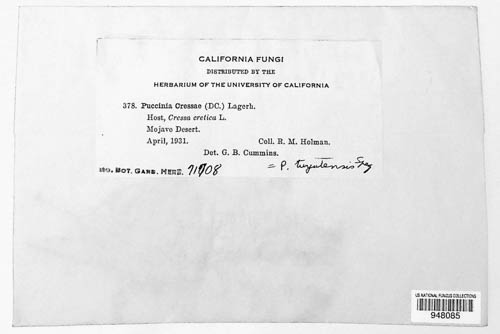 CALIFORNIA FUNGI
DISTRIBUTED BY THE
HERBARIUM OF THE UNIVERSITY OF CALIFORNIA
378. Puccinia Cressae (DC.) Lagerh.
Host, Cressa cretica L.
Mojave Desert.
April, 1931. Coll. R. M. Holman.
Det. G. B. Cummins.
MO. BOT. GARD. HERB. 71708 = P. tuyutensis Speg
US NATIONAL FUNGUS COLLECTIONS
948085